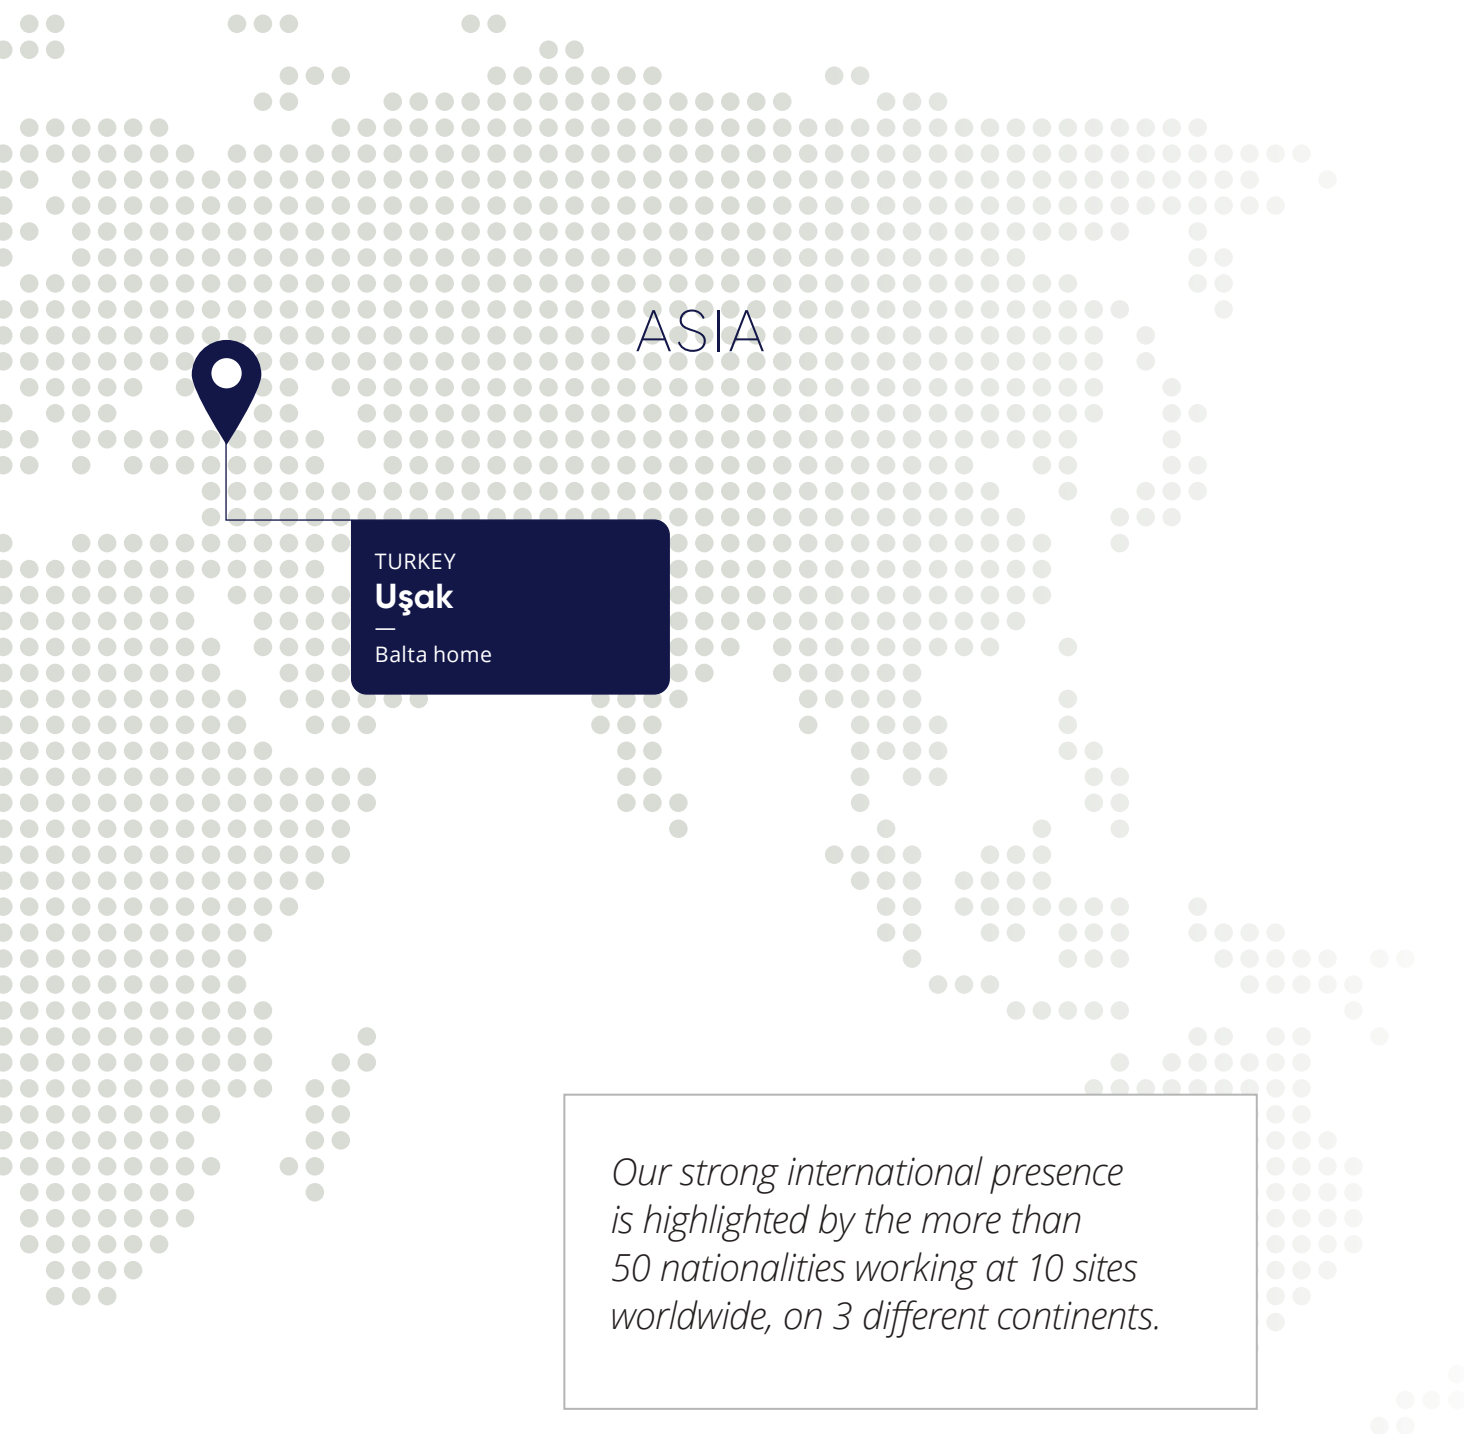 ASIA
TURKEY
Uşak
—
Balta home
Our strong international presence
is highlighted by the more than
50 nationalities working at 10 sites
worldwide, on 3 different continents.